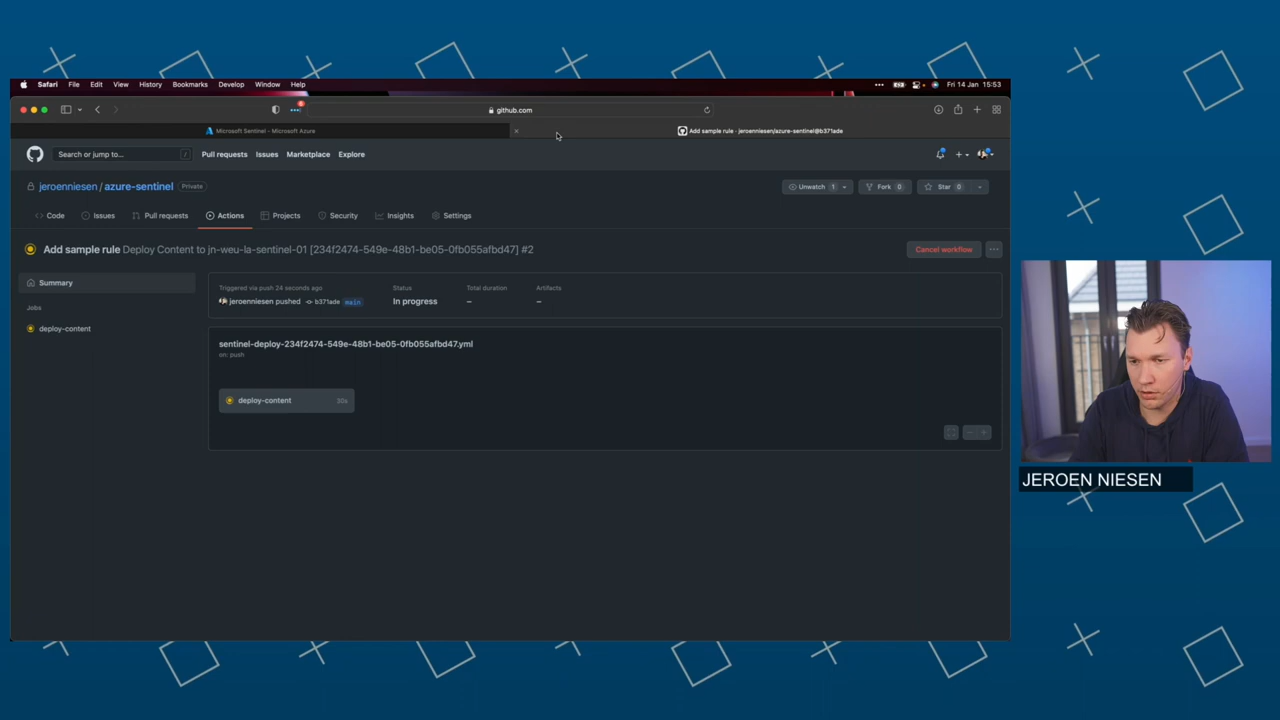 Safari File Edit View History Bookmarks Develop Window Help
Fri 14 Jan 15:53
github.com
Microsoft Sentinel - Microsoft Azure
Add sample rule · jeroenniesen/azure-sentinel@b371ade
Search or jump to... /
Pull requests Issues Marketplace Explore
jeroenniesen / azure-sentinel Private
Unwatch 1 Fork 0 Star 0
Code Issues Pull requests Actions Projects Security Insights Settings
Add sample rule Deploy Content to jn-weu-la-sentinel-01 [234f2474-549e-48b1-be05-0fb055afbd47] #2
Cancel workflow
Summary
Jobs
deploy-content
Triggered via push 24 seconds ago
jeroenniesen pushed b371ade main
Status
In progress
Total duration
–
Artifacts
–
sentinel-deploy-234f2474-549e-48b1-be05-0fb055afbd47.yml
on: push
deploy-content 30s
JEROEN NIESEN